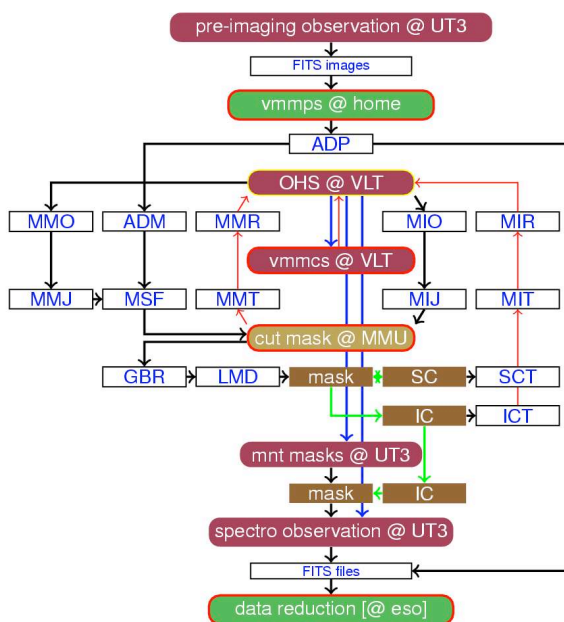 pre-imaging observation @ UT3
FITS images
vmmps @ home
ADP
OHS @ VLT
MMO
ADM
MMR
MIO
MIR
vmmcs @ VLT
MMJ
MSF
MMT
MIJ
MIT
cut mask @ MMU
GBR
LMD
mask
SC
SCT
IC
ICT
mnt masks @ UT3
mask
IC
spectro observation @ UT3
FITS files
data reduction [@ eso]